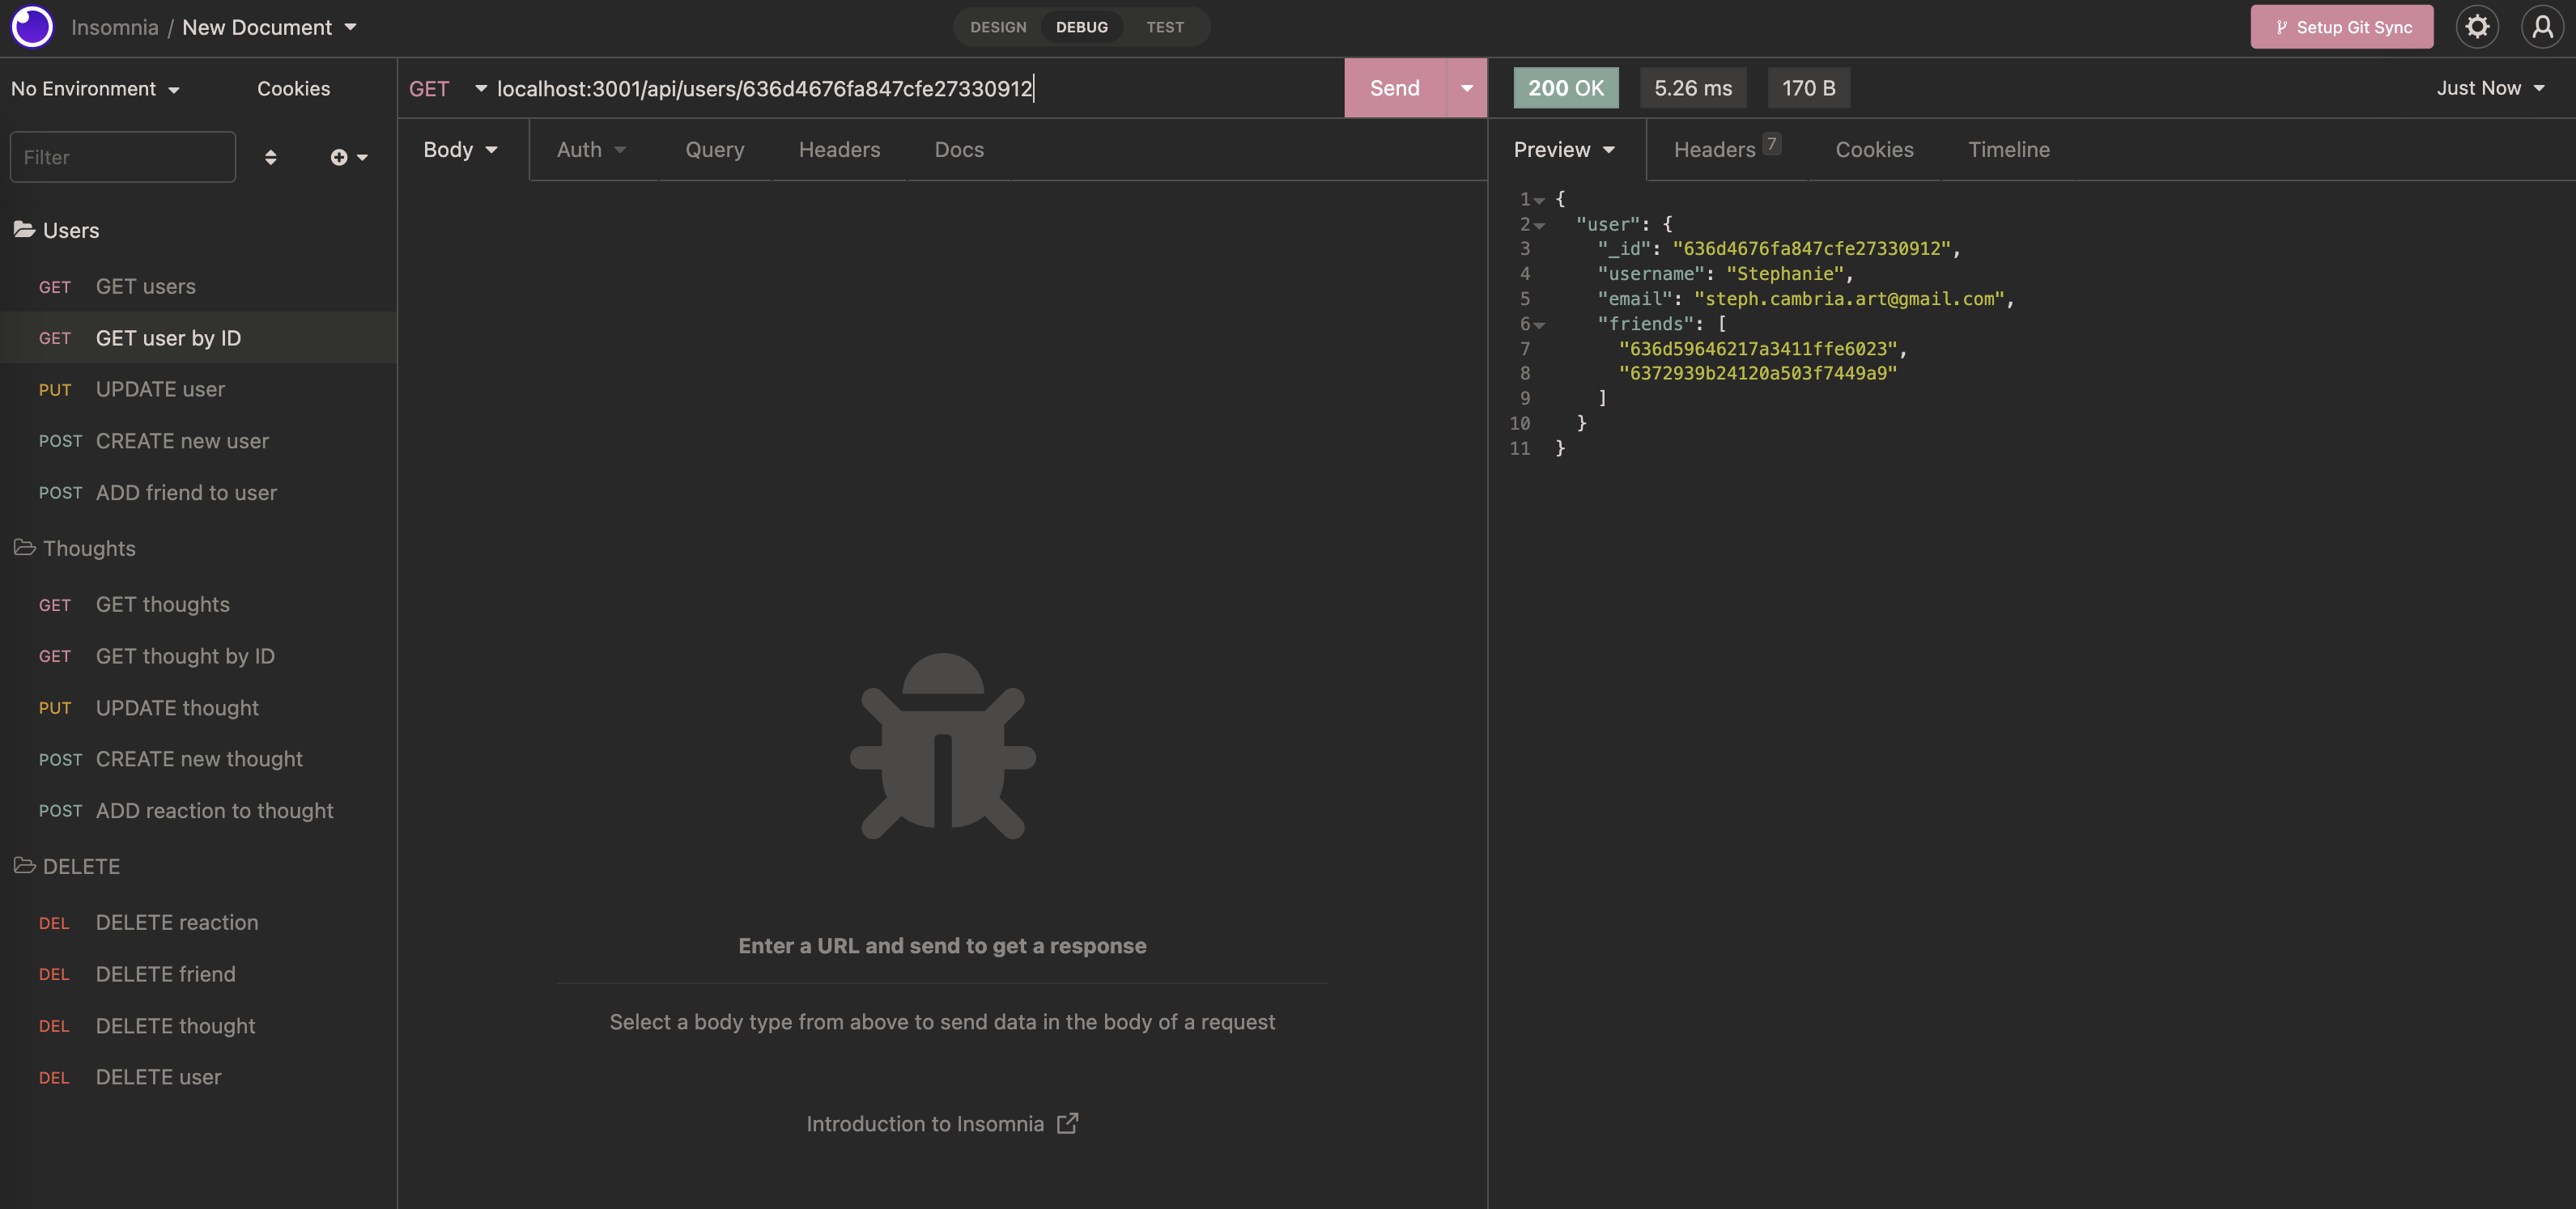 Insomnia / New Document
DESIGN DEBUG TEST
Setup Git Sync
No Environment Cookies
Filter
Users
GET GET users
GET GET user by ID
PUT UPDATE user
POST CREATE new user
POST ADD friend to user
Thoughts
GET GET thoughts
GET GET thought by ID
PUT UPDATE thought
POST CREATE new thought
POST ADD reaction to thought
DELETE
DEL DELETE reaction
DEL DELETE friend
DEL DELETE thought
DEL DELETE user
GET localhost:3001/api/users/636d4676fa847cfe27330912 Send
Body Auth Query Headers Docs
Enter a URL and send to get a response
Select a body type from above to send data in the body of a request
Introduction to Insomnia
200 OK 5.26 ms 170 B Just Now
Preview Headers 7 Cookies Timeline
1 {
2 "user": {
3 "_id": "636d4676fa847cfe27330912",
4 "username": "Stephanie",
5 "email": "steph.cambria.art@gmail.com",
6 "friends": [
7 "636d59646217a3411ffe6023",
8 "6372939b24120a503f7449a9"
9 ]
10 }
11 }